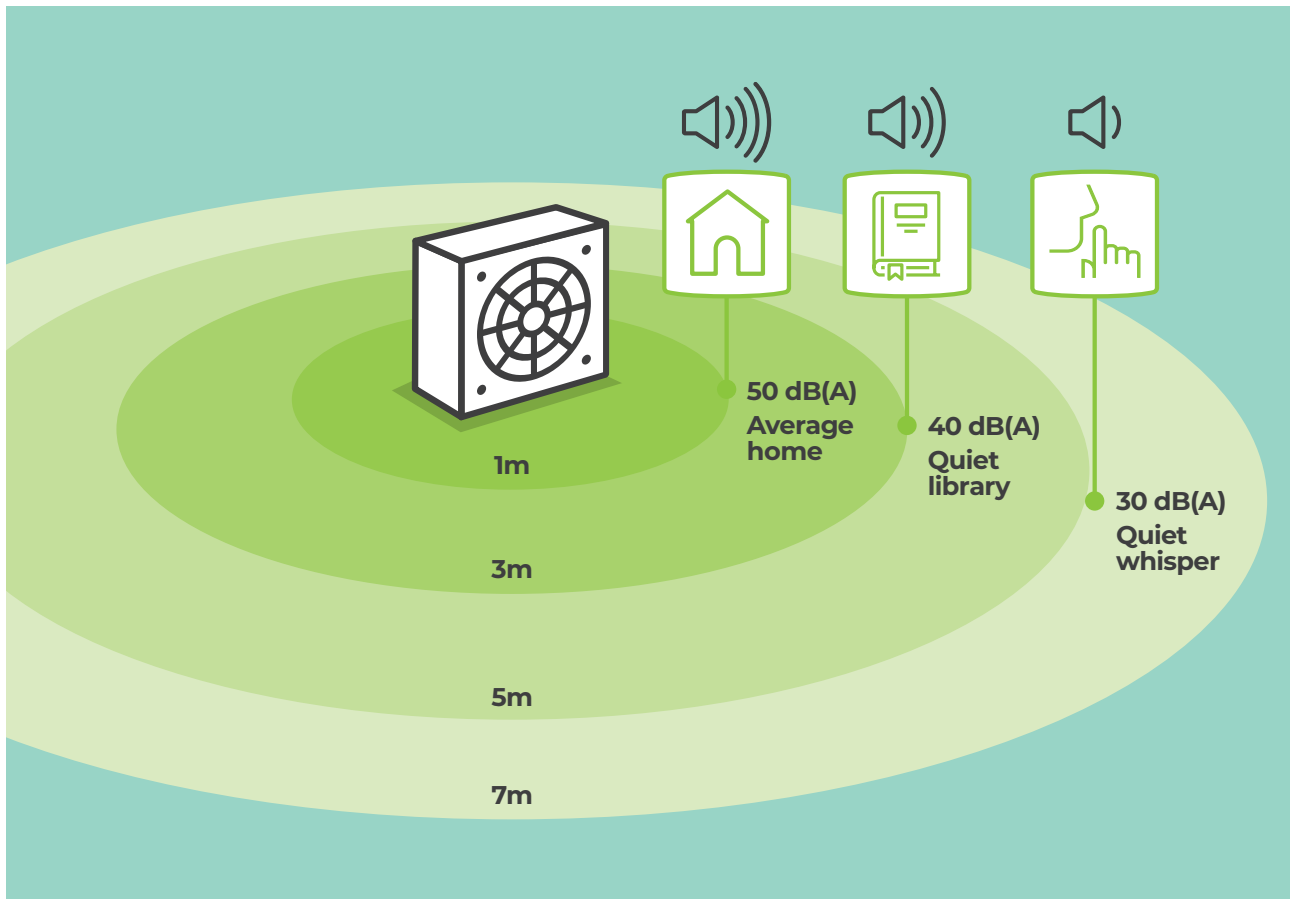 50 dB(A)
Average
home
40 dB(A)
Quiet
library
30 dB(A)
Quiet
whisper
1m
3m
5m
7m